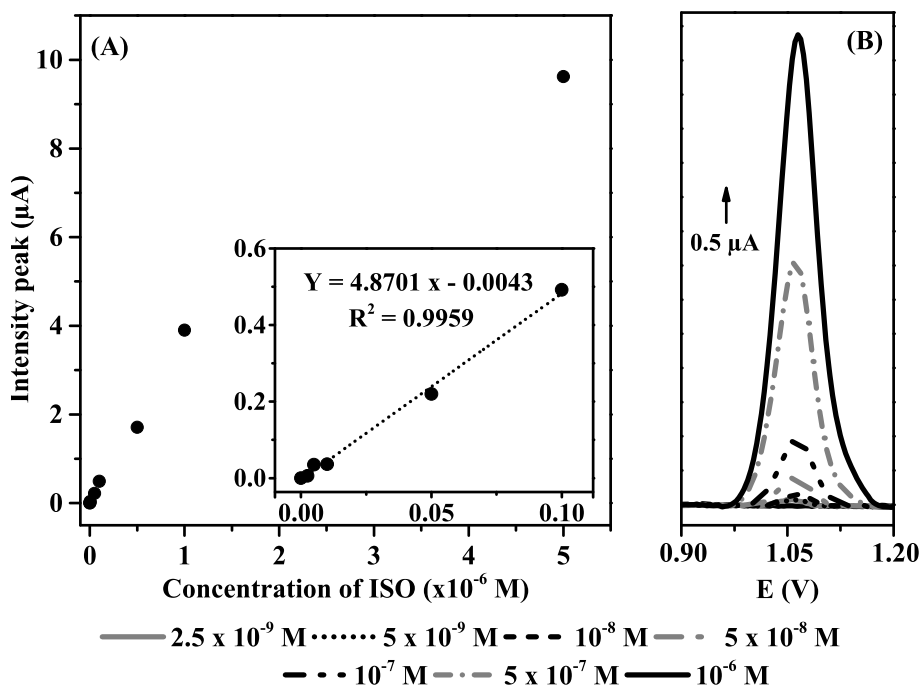 (A)
(B)
Intensity peak (µA)
10
8
6
4
2
0
0.6
0.4
0.2
0.0
Y = 4.8701 x - 0.0043
R² = 0.9959
0.00 0.05 0.10
0.5 µA
0 1 2 3 4 5
Concentration of ISO (x10⁻⁶ M)
0.90 1.05 1.20
E (V)
2.5 x 10⁻⁹ M 5 x 10⁻⁹ M 10⁻⁸ M 5 x 10⁻⁸ M
10⁻⁷ M 5 x 10⁻⁷ M 10⁻⁶ M